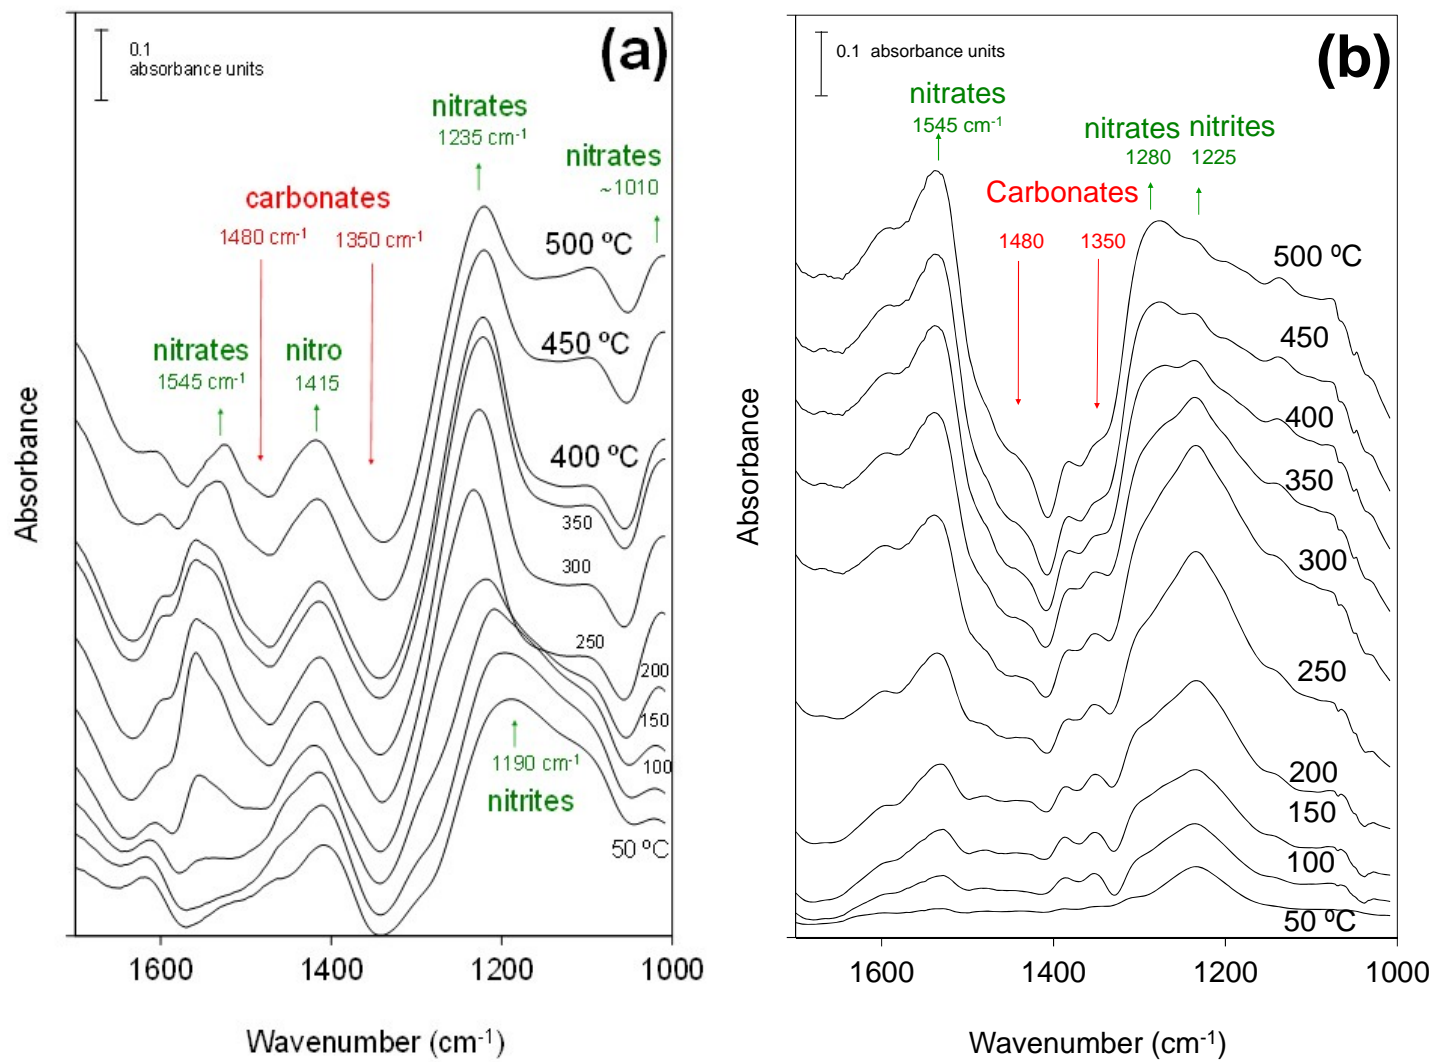 (a)
0.1
absorbance units
nitrates
1235 cm-1
nitrates
~1010
carbonates
1480 cm-1
1350 cm-1
nitrates
1545 cm-1
nitro
1415
500 ºC
450 ºC
400 ºC
350
300
250
200
150
100
50 ºC
1190 cm-1
nitrites
Absorbance
1600
1400
1200
1000
Wavenumber (cm-1)
(b)
0.1 absorbance units
nitrates
1545 cm-1
nitrates
1280
nitrites
1225
Carbonates
1480
1350
500 ºC
450
400
350
300
250
200
150
100
50 ºC
Absorbance
1600
1400
1200
1000
Wavenumber (cm-1)